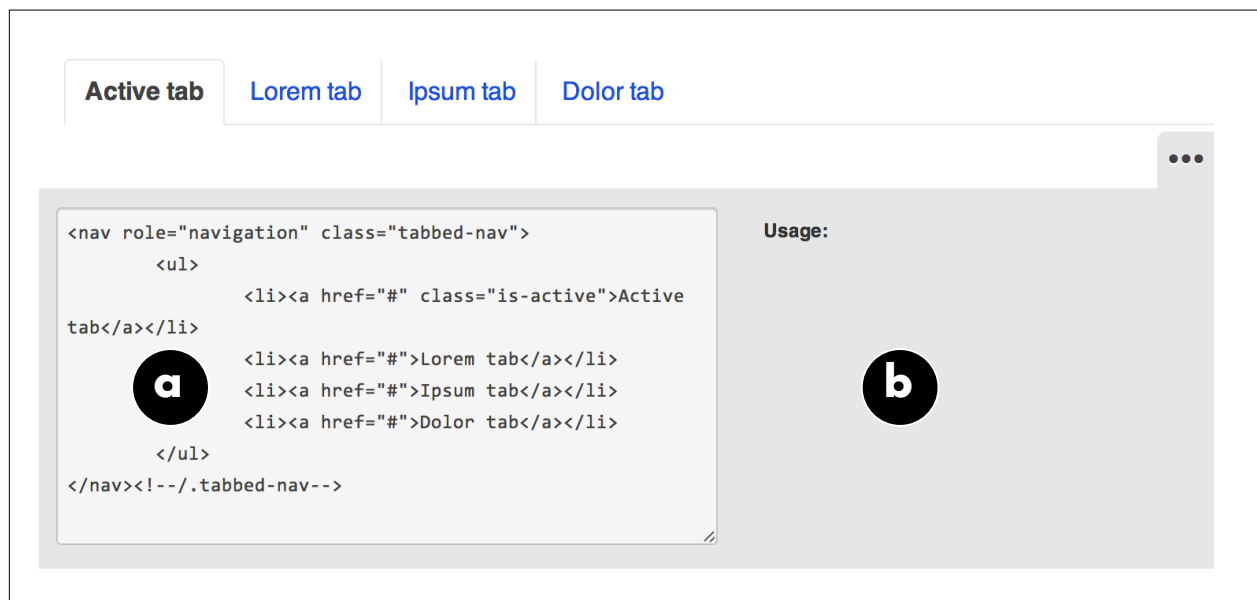 Active tab Lorem tab Ipsum tab Dolor tab
•••
<nav role="navigation" class="tabbed-nav">
<ul>
<li><a href="#" class="is-active">Active
tab</a></li>
<li><a href="#">Lorem tab</a></li>
<li><a href="#">Ipsum tab</a></li>
<li><a href="#">Dolor tab</a></li>
</ul>
</nav><!--/.tabbed-nav-->
a
Usage:
b